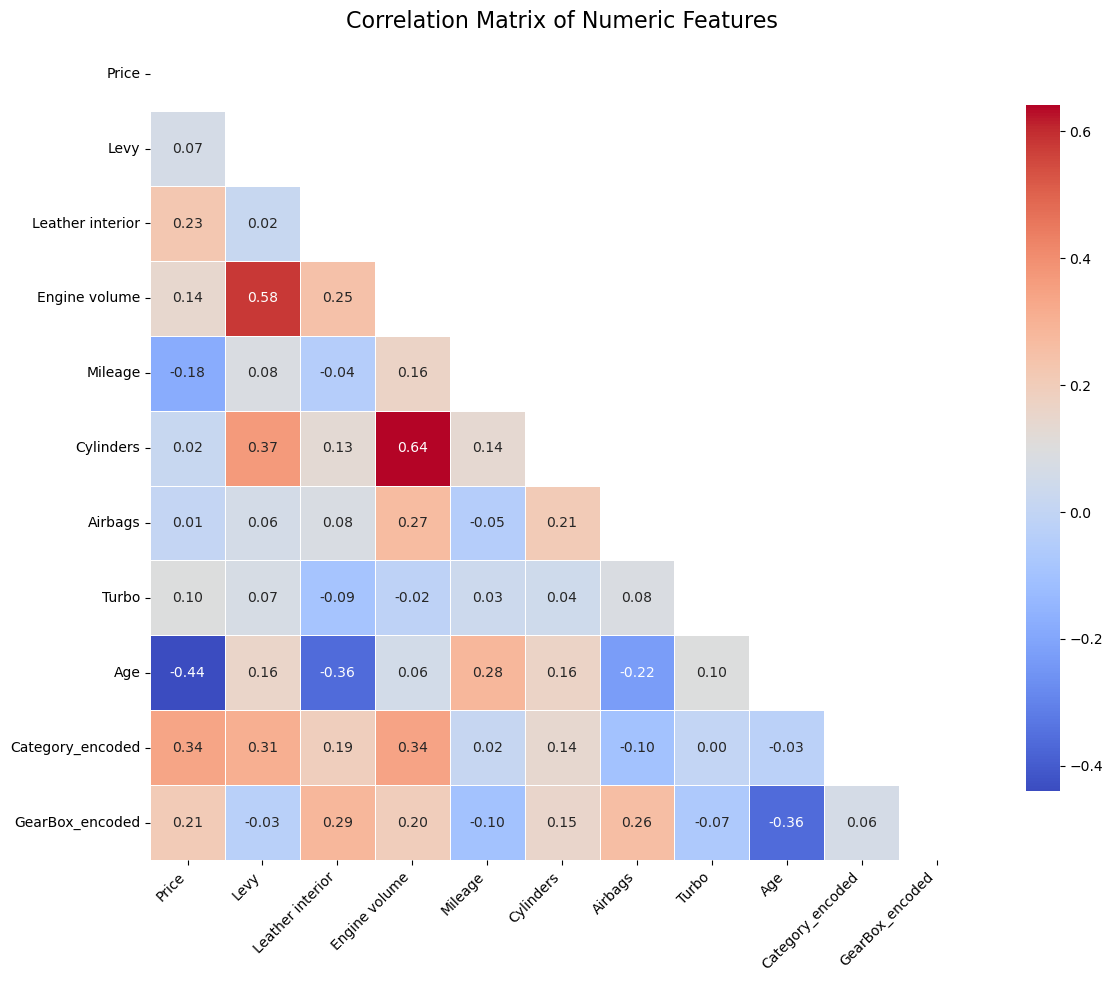 Correlation Matrix of Numeric Features
Price
Levy 0.07
Leather interior 0.23 0.02
Engine volume 0.14 0.58 0.25
Mileage -0.18 0.08 -0.04 0.16
Cylinders 0.02 0.37 0.13 0.64 0.14
Airbags 0.01 0.06 0.08 0.27 -0.05 0.21
Turbo 0.10 0.07 -0.09 -0.02 0.03 0.04 0.08
Age -0.44 0.16 -0.36 0.06 0.28 0.16 -0.22 0.10
Category_encoded 0.34 0.31 0.19 0.34 0.02 0.14 -0.10 0.00 -0.03
GearBox_encoded 0.21 -0.03 0.29 0.20 -0.10 0.15 0.26 -0.07 -0.36 0.06
Price
Levy
Leather interior
Engine volume
Mileage
Cylinders
Airbags
Turbo
Age
Category_encoded
GearBox_encoded
0.6
0.4
0.2
0.0
−0.2
−0.4